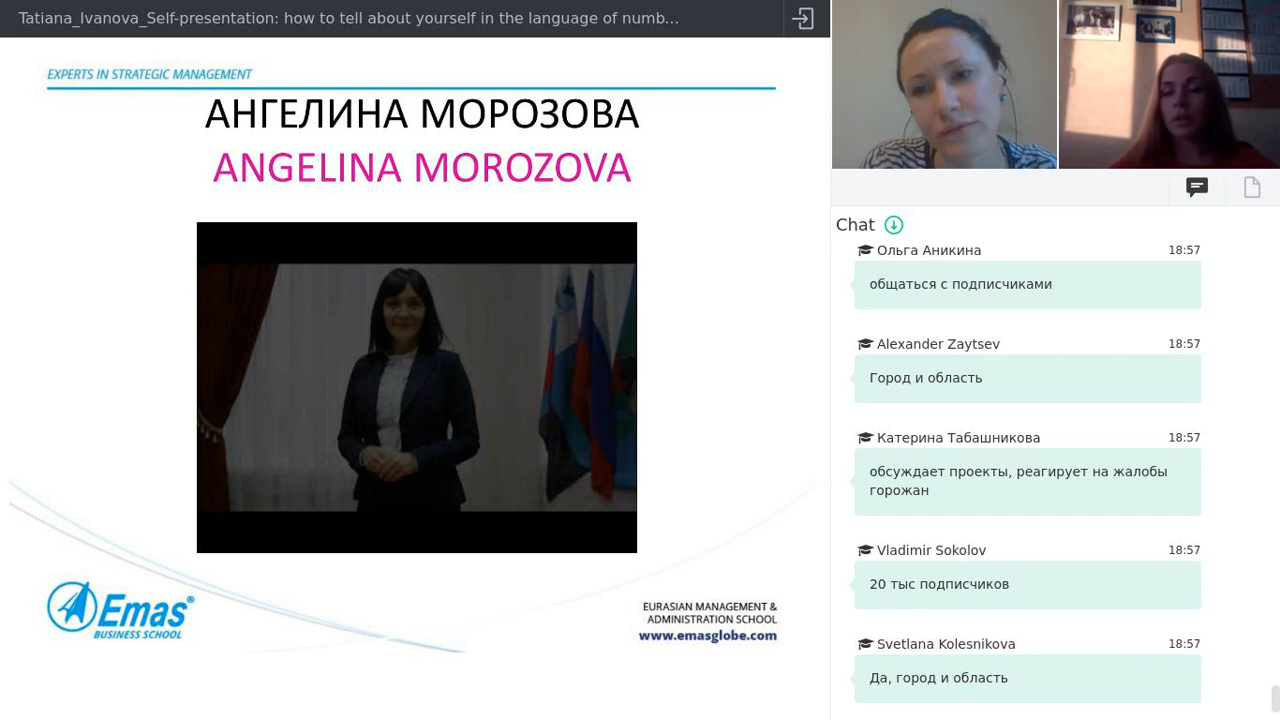 Tatiana_Ivanova_Self-presentation: how to tell about yourself in the language of numb...
EXPERTS IN STRATEGIC MANAGEMENT
АНГЕЛИНА МОРОЗОВА
ANGELINA MOROZOVA
Emas®
BUSINESS SCHOOL
EURASIAN MANAGEMENT &
ADMINISTRATION SCHOOL
www.emasglobe.com
Chat
Ольга Аникина 18:57
общаться с подписчиками
Alexander Zaytsev 18:57
Город и область
Катерина Табашникова 18:57
обсуждает проекты, реагирует на жалобы
горожан
Vladimir Sokolov 18:57
20 тыс подписчиков
Svetlana Kolesnikova 18:57
Да, город и область